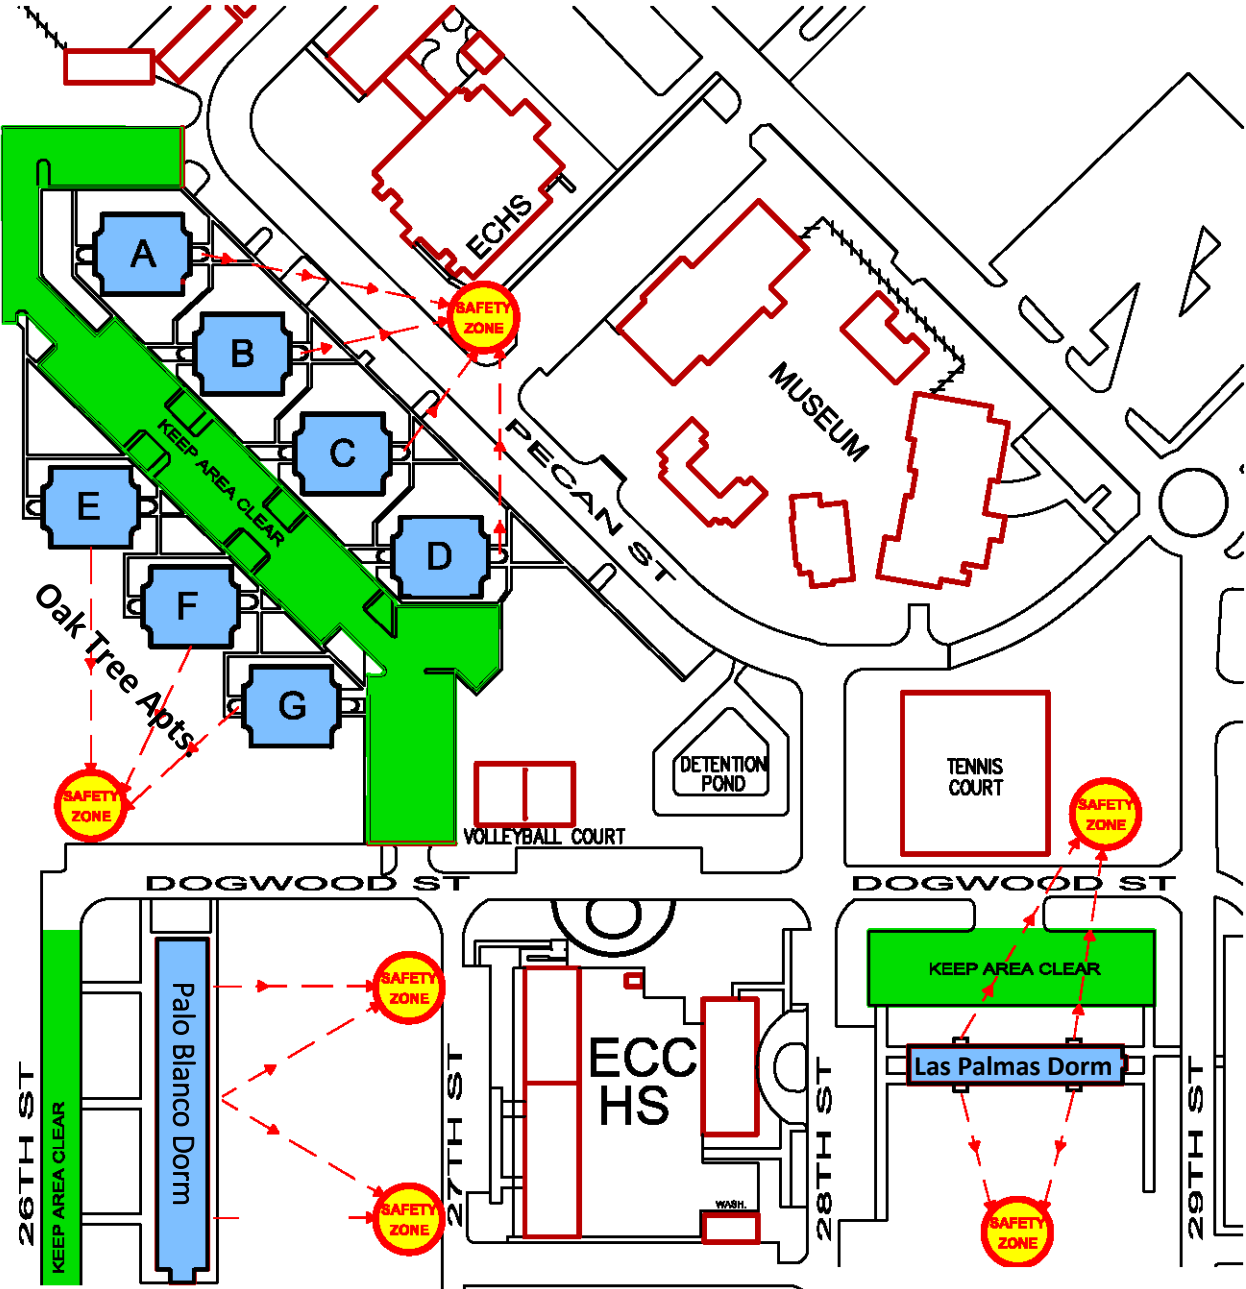 A
B
C
D
E
F
G
ECHS
SAFETY
ZONE
KEEP AREA CLEAR
PECAN ST
MUSEUM
Oak Tree Apts.
SAFETY
ZONE
DETENTION
POND
TENNIS
COURT
SAFETY
ZONE
VOLLEYBALL COURT
DOGWOOD ST
DOGWOOD ST
KEEP AREA CLEAR
SAFETY
ZONE
Palo Blanco Dorm
ECC
HS
Las Palmas Dorm
26TH ST
KEEP AREA CLEAR
27TH ST
28TH ST
29TH ST
SAFETY
ZONE
WASH.
SAFETY
ZONE